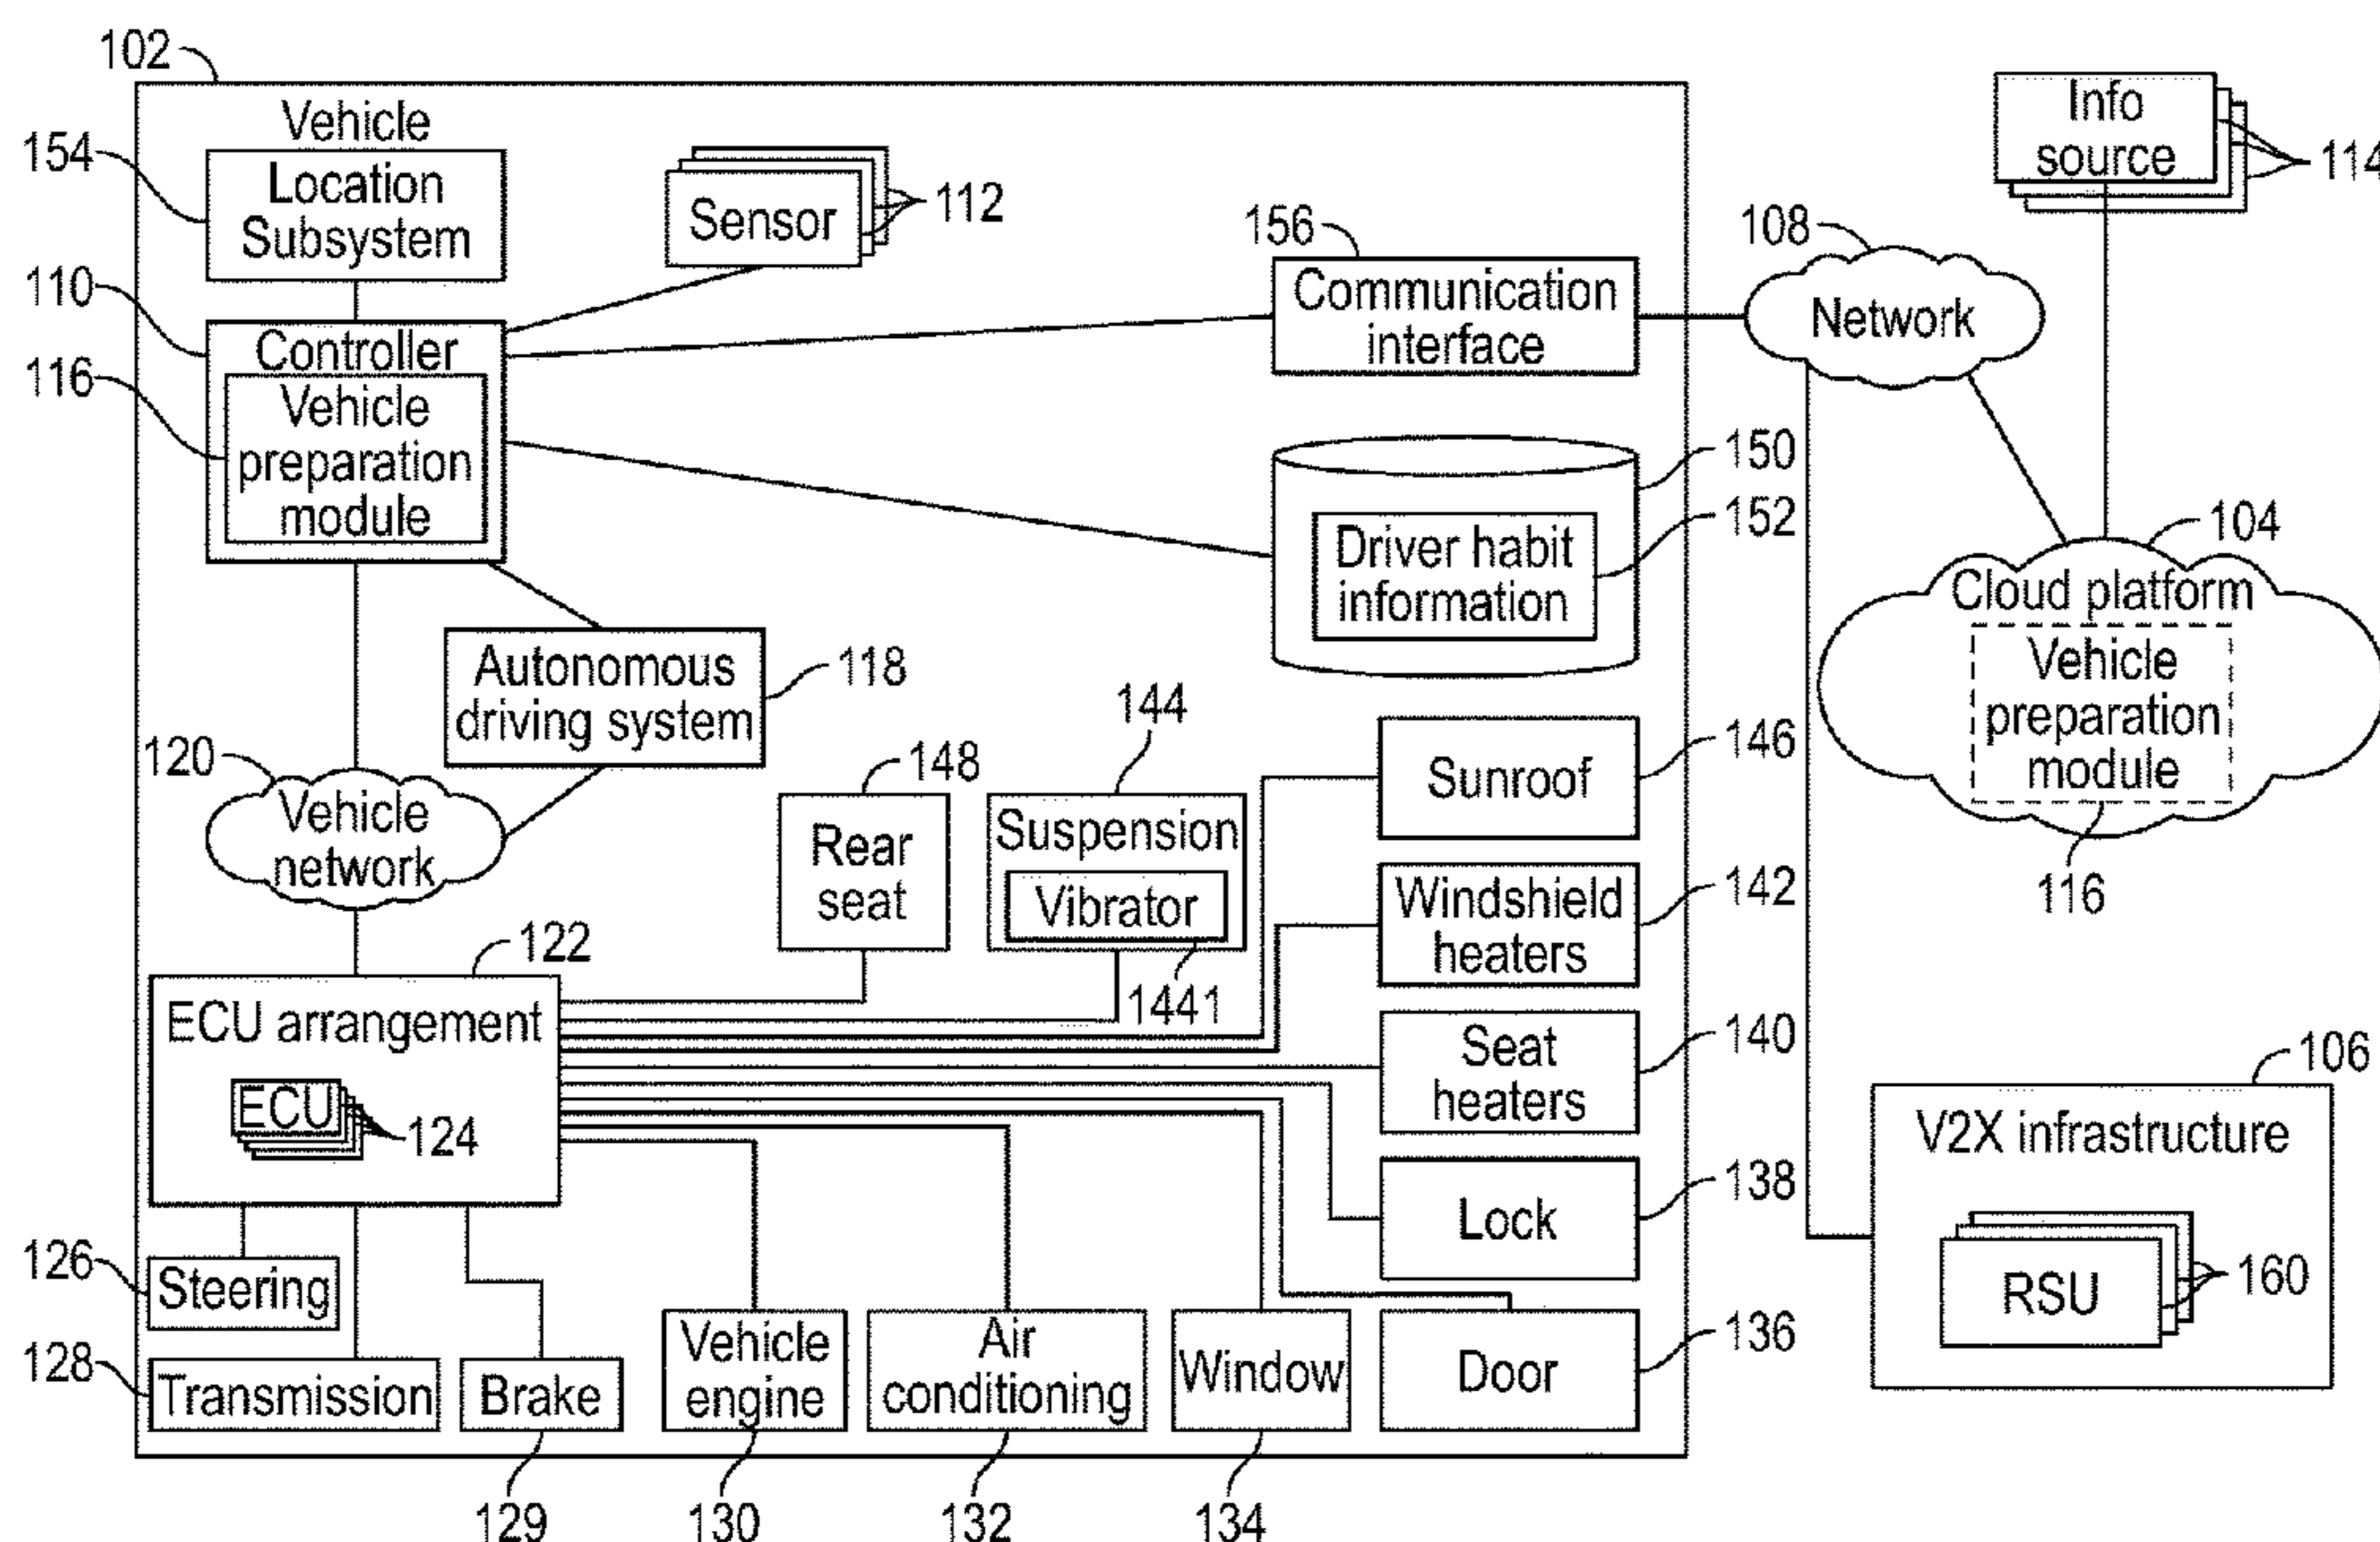 102
Vehicle
154
Location
Subsystem
Sensor
112
110
Controller
116
Vehicle
preparation
module
156
Communication
interface
108
Network
Info
source
114
150
152
Driver habit
information
104
Cloud platform
Vehicle
preparation
module
116
Autonomous
driving system
118
120
Vehicle
network
148
Rear
seat
144
Suspension
Vibrator
1441
Sunroof
146
Windshield
heaters
142
Seat
heaters
140
Lock
138
Door
136
122
ECU arrangement
ECU
124
126
Steering
128
Transmission
Brake
129
Vehicle
engine
130
Air
conditioning
132
Window
134
106
V2X infrastructure
RSU
160